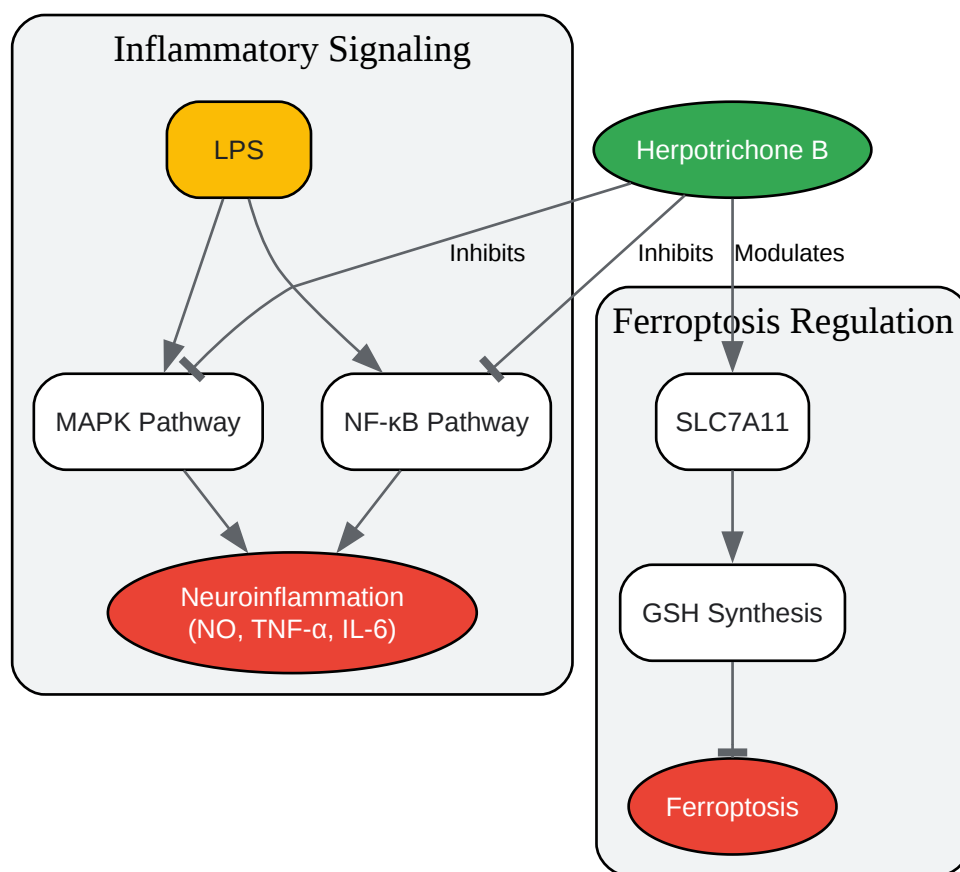 Inflammatory Signaling
LPS
Herpotrichone B
Inhibits
Inhibits
Modulates
Ferroptosis Regulation
MAPK Pathway
NF-κB Pathway
SLC7A11
Neuroinflammation
(NO, TNF-α, IL-6)
GSH Synthesis
Ferroptosis